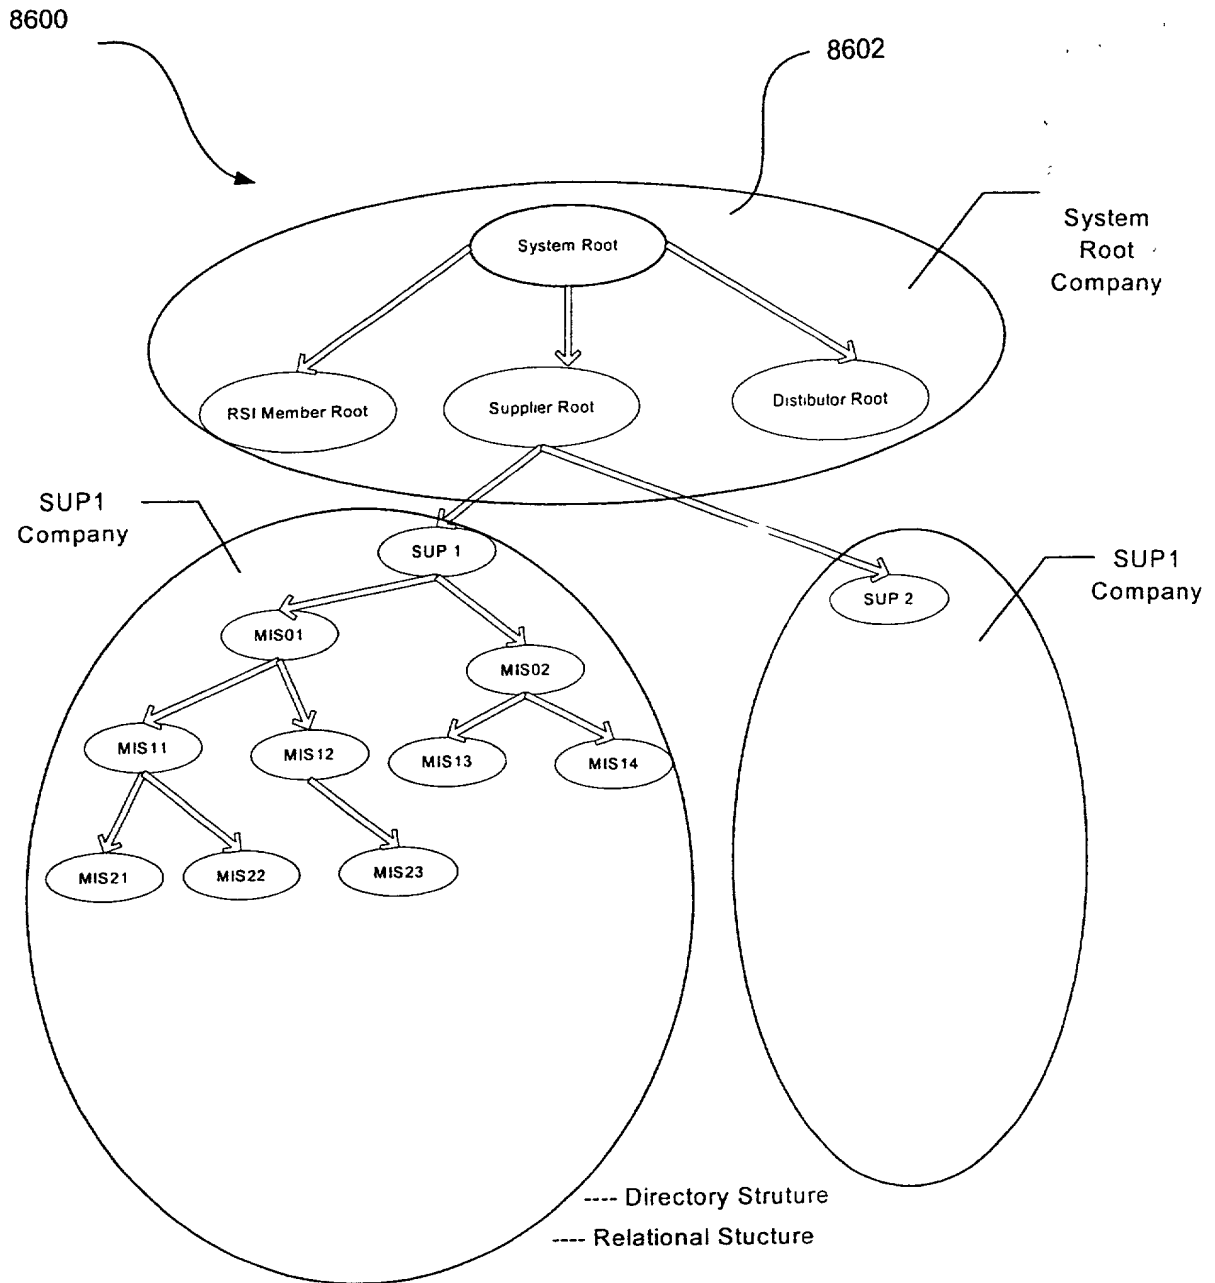 8600
8602
System Root
System
Root
Company
RSI Member Root
Supplier Root
Distibutor Root
SUP1
Company
SUP 1
SUP1
Company
SUP 2
MIS01
MIS02
MIS11
MIS12
MIS13
MIS14
MIS21
MIS22
MIS23
---- Directory Struture
---- Relational Stucture